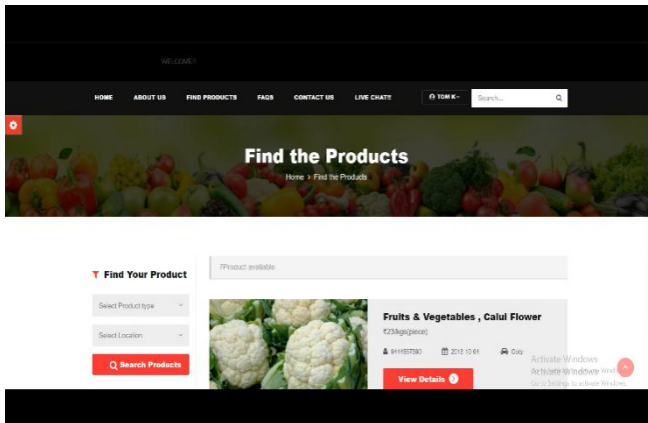 WELCOME!!
HOME ABOUT US FIND PRODUCTS FAQS CONTACT US LIVE CHAT!! TOM K Search...
Find the Products
Home > Find the Products
Find Your Product
Select Product type
Select Location
Search Products
7Product available
Fruits & Vegetables , Calul Flower
₹23/kgs(piece)
View Details
Activate Windows
Go to Settings to activate Windows.